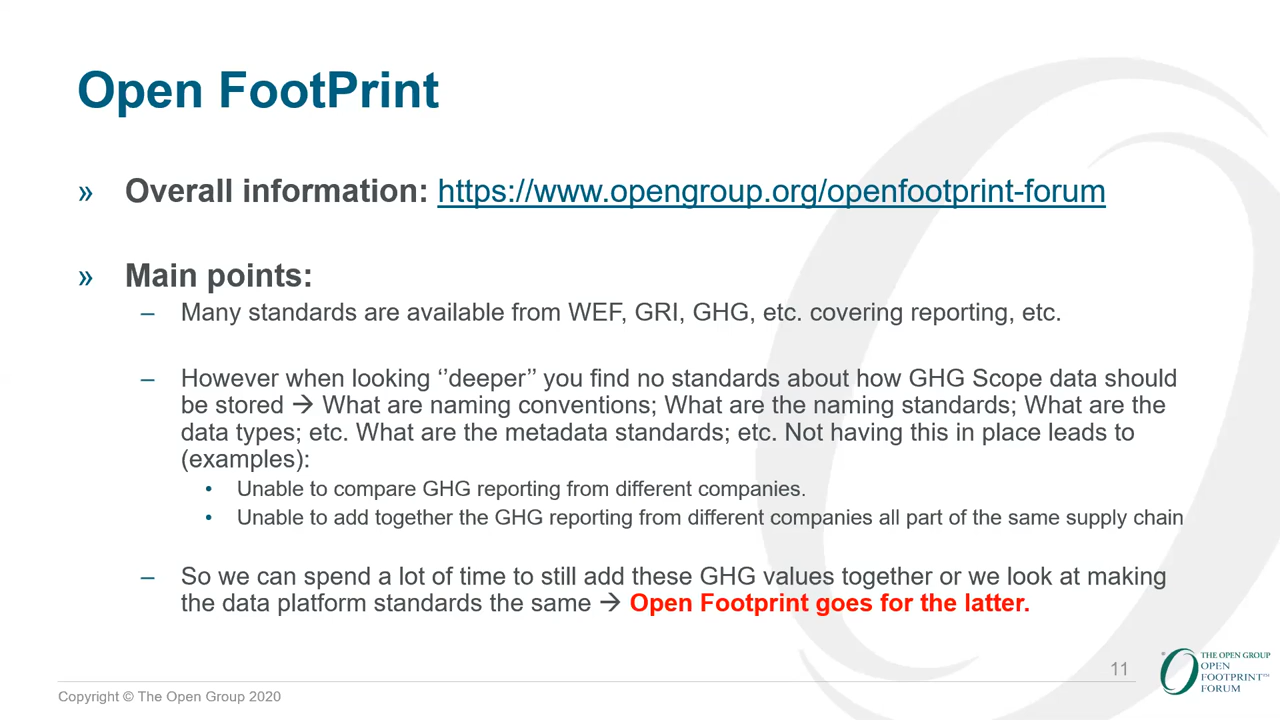 Open FootPrint
» Overall information: https://www.opengroup.org/openfootprint-forum
» Main points:
– Many standards are available from WEF, GRI, GHG, etc. covering reporting, etc.
– However when looking ‘’deeper’’ you find no standards about how GHG Scope data should
be stored → What are naming conventions; What are the naming standards; What are the
data types; etc. What are the metadata standards; etc. Not having this in place leads to
(examples):
• Unable to compare GHG reporting from different companies.
• Unable to add together the GHG reporting from different companies all part of the same supply chain
– So we can spend a lot of time to still add these GHG values together or we look at making
the data platform standards the same → Open Footprint goes for the latter.
11
Copyright © The Open Group 2020
THE OPEN GROUP
OPEN
FOOTPRINT™
FORUM